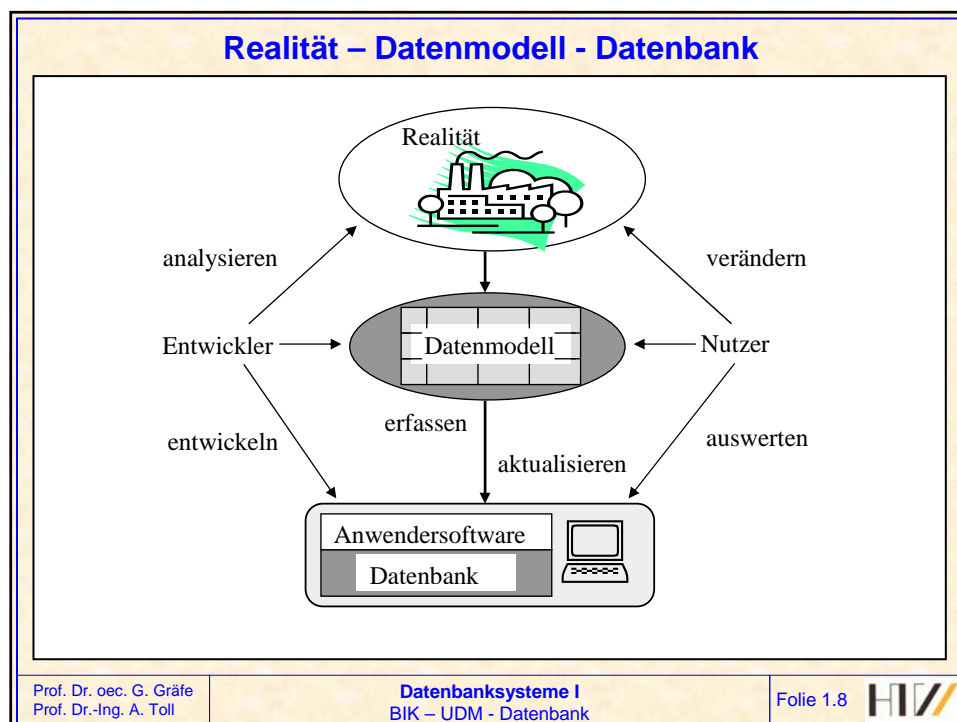 Realität – Datenmodell - Datenbank
Realität
analysieren
verändern
Entwickler
Datenmodell
Nutzer
erfassen
entwickeln
auswerten
aktualisieren
Anwendersoftware
Datenbank
Prof. Dr. oec. G. Gräfe
Prof. Dr.-Ing. A. Toll
Datenbanksysteme I
BIK – UDM - Datenbank
Folie 1.8
HTW